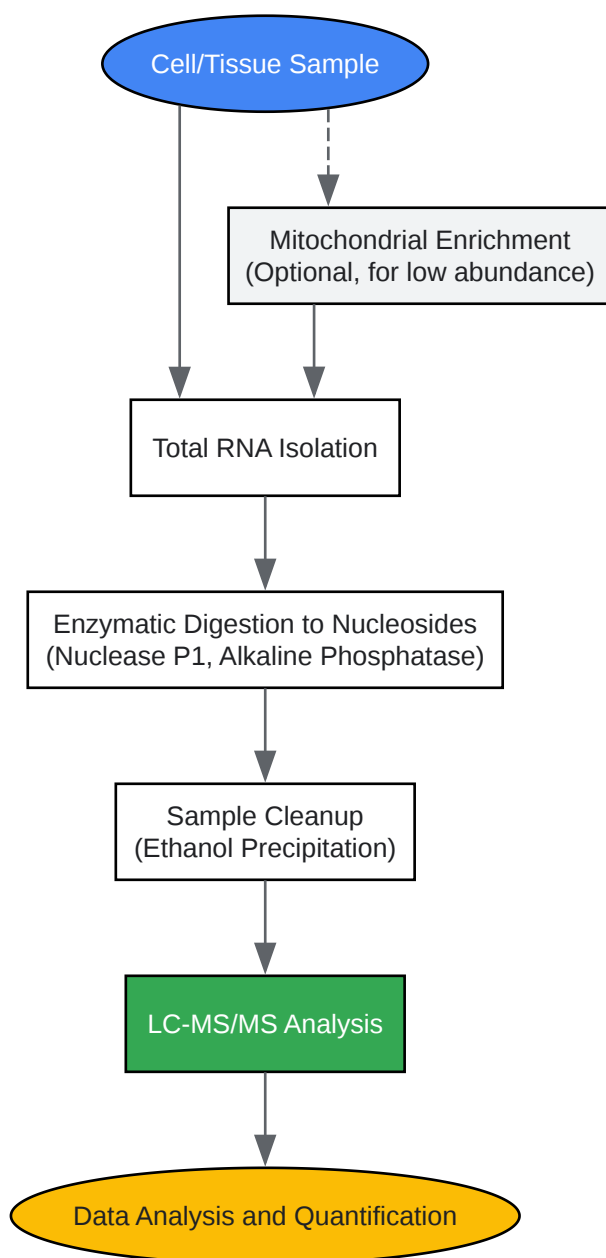 Cell/Tissue Sample
Mitochondrial Enrichment
(Optional, for low abundance)
Total RNA Isolation
Enzymatic Digestion to Nucleosides
(Nuclease P1, Alkaline Phosphatase)
Sample Cleanup
(Ethanol Precipitation)
LC-MS/MS Analysis
Data Analysis and Quantification